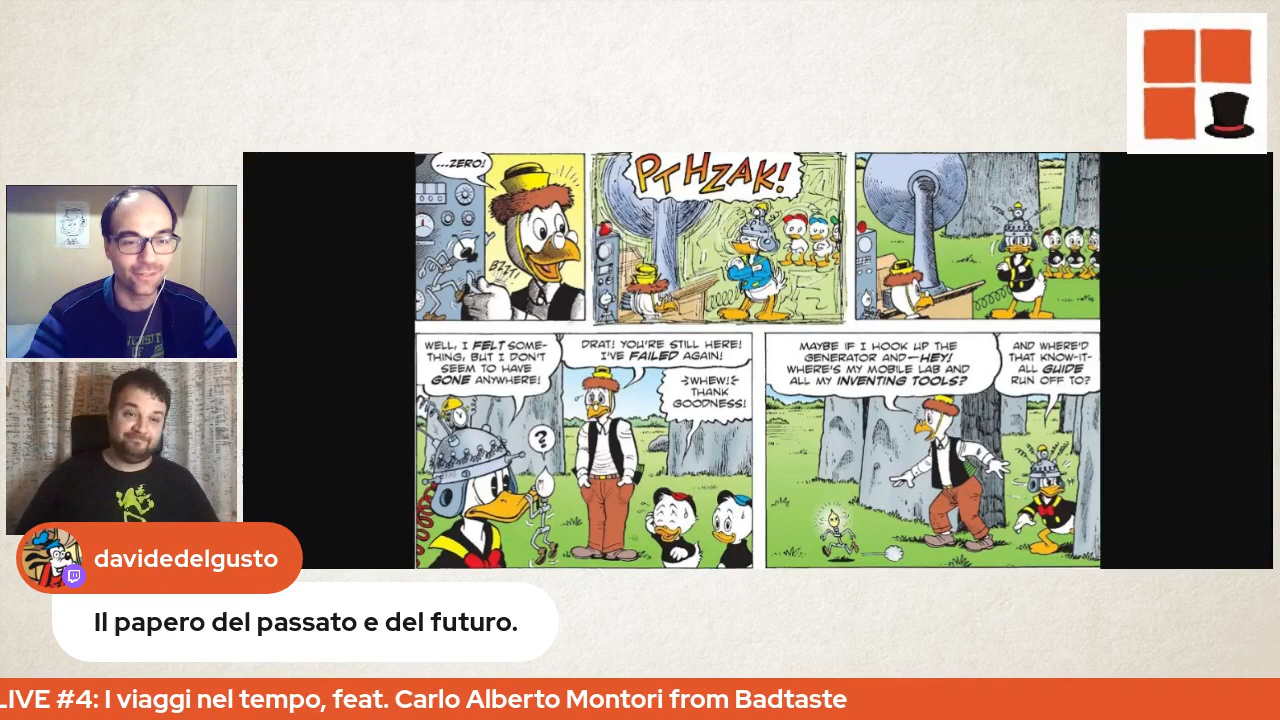 ...ZERO!
BZZT!
PTHZAK!
WELL, I FELT SOME-
THING, BUT I DON'T
SEEM TO HAVE
GONE ANYWHERE!
DRAT! YOU'RE STILL HERE!
I'VE FAILED AGAIN!
WHEW!
THANK
GOODNESS!
?
MAYBE IF I HOOK UP THE
GENERATOR AND—HEY!
WHERE'S MY MOBILE LAB AND
ALL MY INVENTING TOOLS?
AND WHERE'D
THAT KNOW-IT-
ALL GUIDE
RUN OFF TO?
davidedelgusto
Il papero del passato e del futuro.
LIVE #4: I viaggi nel tempo, feat. Carlo Alberto Montori from Badtaste